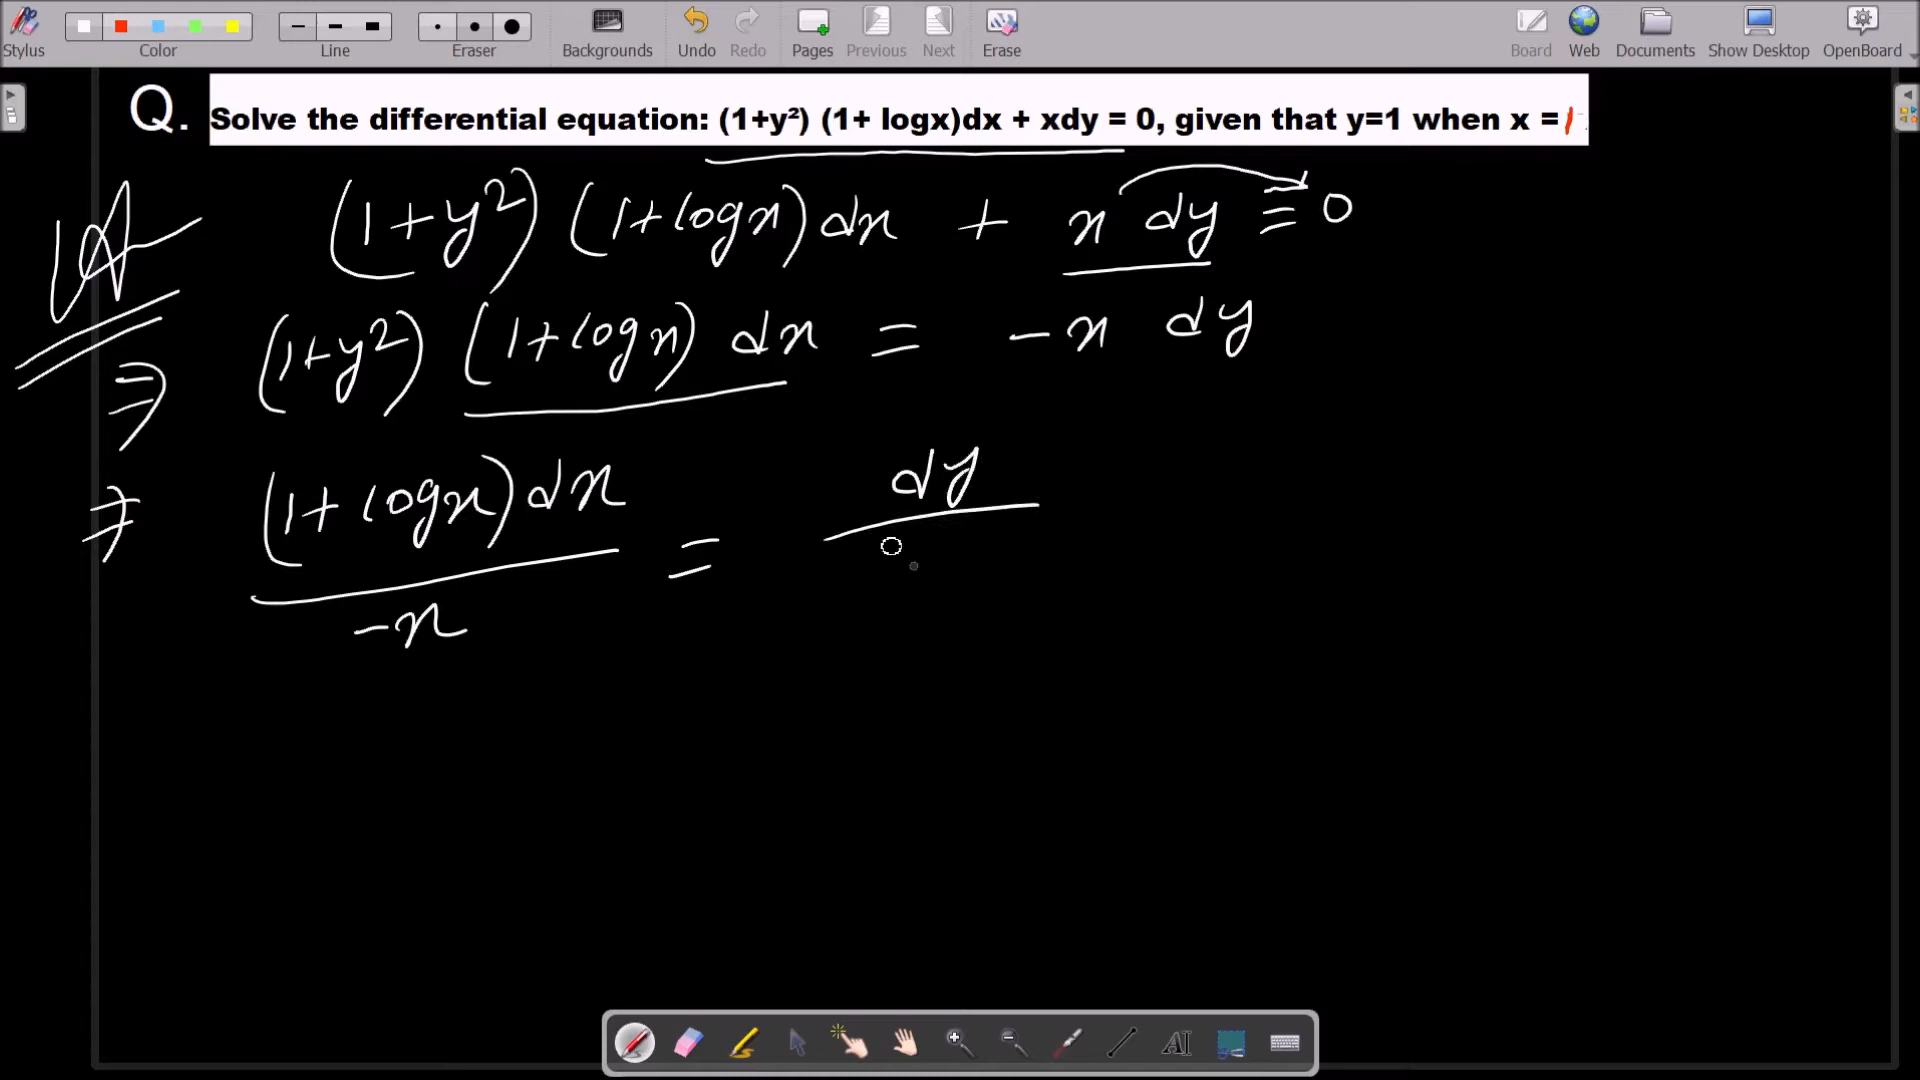 Stylus Color Line Eraser Backgrounds Undo Redo Pages Previous Next Erase Board Web Documents Show Desktop OpenBoard
Q. Solve the differential equation: (1+y²) (1+ logx)dx + xdy = 0, given that y=1 when x =1
(1+y²) (1+logx) dx + x dy = 0
⇒ (1+y²) (1+logx) dx = -x dy
⇒ (1+logx) dx / -x = dy /